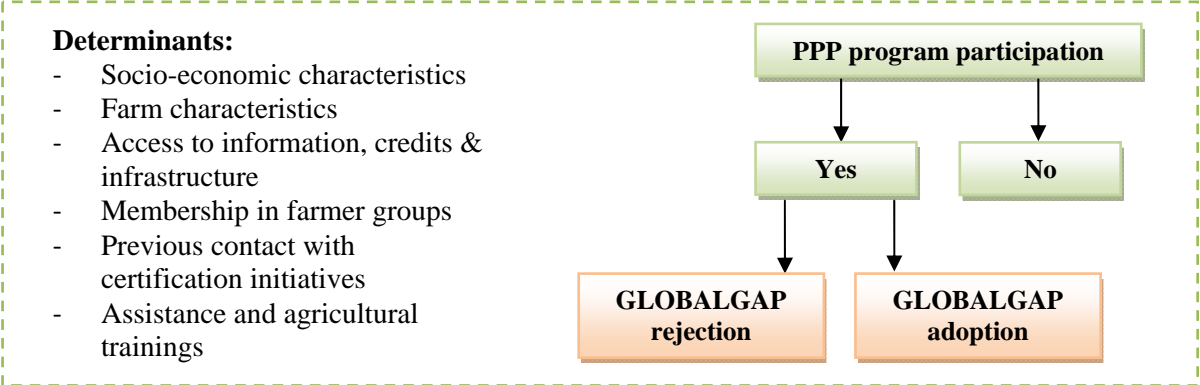 Determinants:
- Socio-economic characteristics
- Farm characteristics
- Access to information, credits &
infrastructure
- Membership in farmer groups
- Previous contact with
certification initiatives
- Assistance and agricultural
trainings
PPP program participation
Yes
No
GLOBALGAP
rejection
GLOBALGAP
adoption